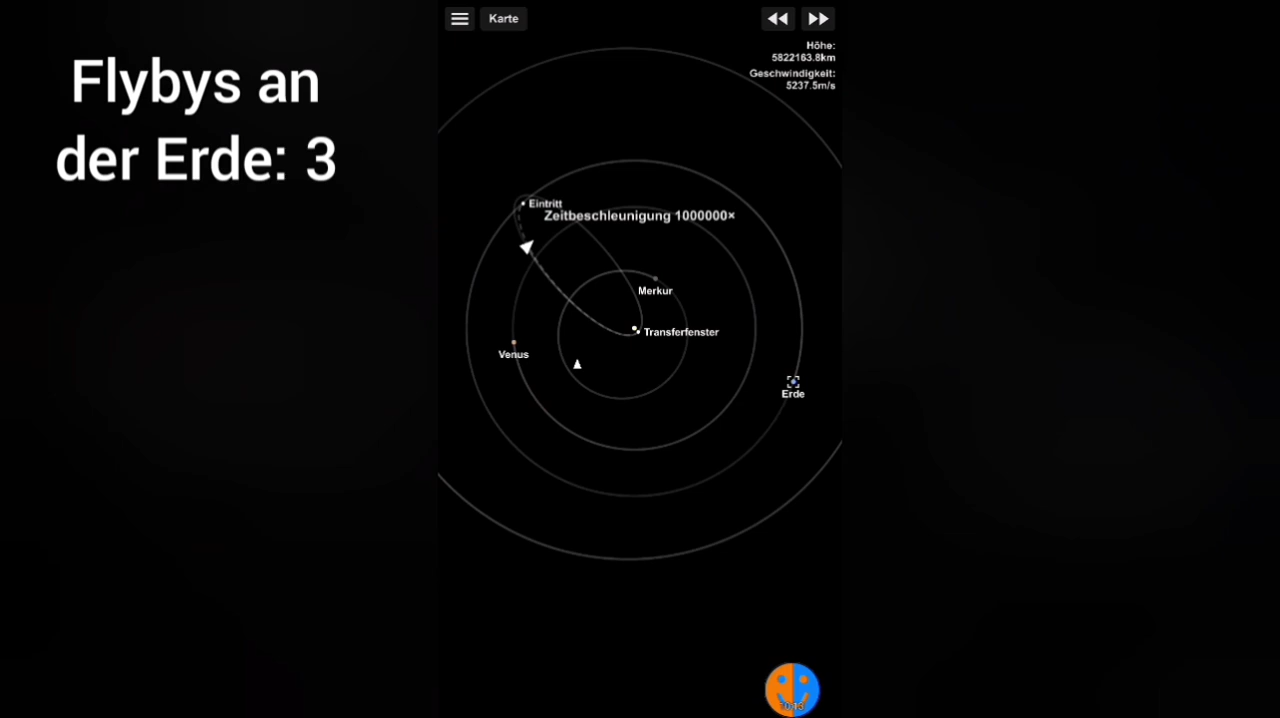 Flybys an
der Erde: 3
Karte
Höhe:
5822163.8km
Geschwindigkeit:
5237.5m/s
Eintritt
Zeitbeschleunigung 1000000×
Merkur
Transferfenster
Venus
Erde